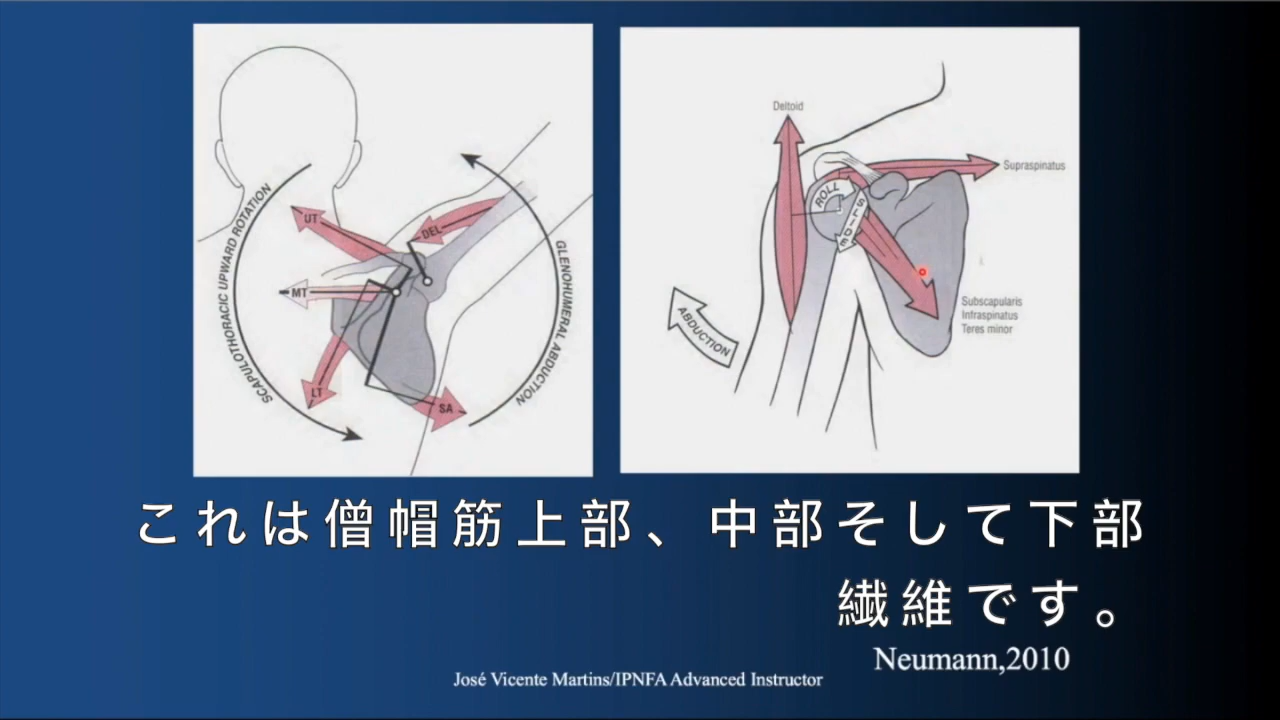 UT
MT
LT
DEL
SA
SCAPULOTHORACIC UPWARD ROTATION
GLENOHUMERAL ABDUCTION
Deltoid
Supraspinatus
ROLL
SLIDE
ABDUCTION
Subscapularis
Infraspinatus
Teres minor
これは僧帽筋上部、中部そして下部
繊維です。
Neumann,2010
José Vicente Martins/IPNFA Advanced Instructor